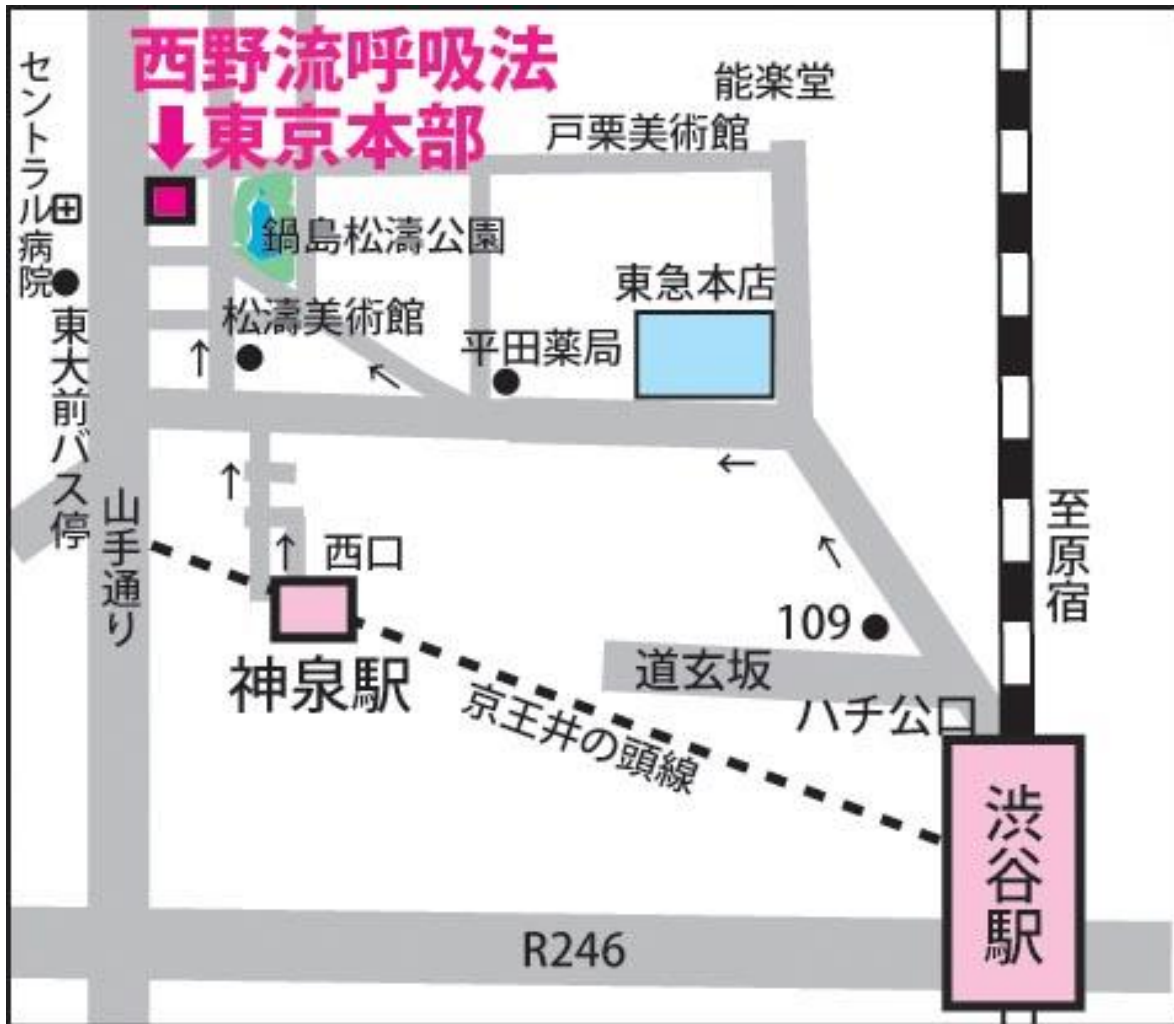 西野流呼吸法
東京本部
セントラル病院
能楽堂
戸栗美術館
鍋島松濤公園
東急本店
松濤美術館
平田薬局
東大前バス停
山手通り
西口
至原宿
109
神泉駅
道玄坂
京王井の頭線
ハチ公口
渋谷駅
R246